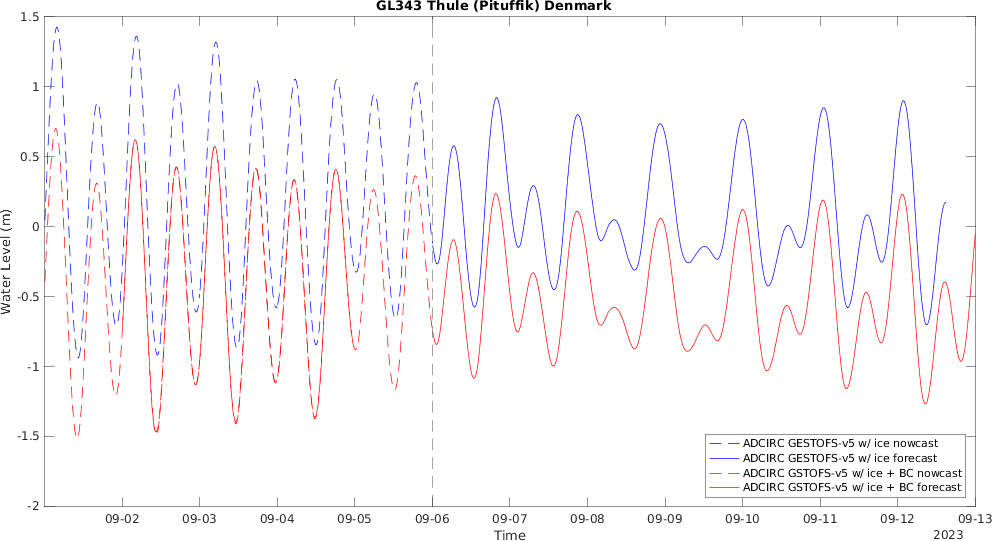 GL343 Thule (Pituffik) Denmark
1.5
1
0.5
0
-0.5
-1
-1.5
-2
Water Level (m)
09-02 09-03 09-04 09-05 09-06 09-07 09-08 09-09 09-10 09-11 09-12 09-13
Time
2023
ADCIRC GESTOFS-v5 w/ ice nowcast
ADCIRC GESTOFS-v5 w/ ice forecast
ADCIRC GSTOFS-v5 w/ ice + BC nowcast
ADCIRC GSTOFS-v5 w/ ice + BC forecast